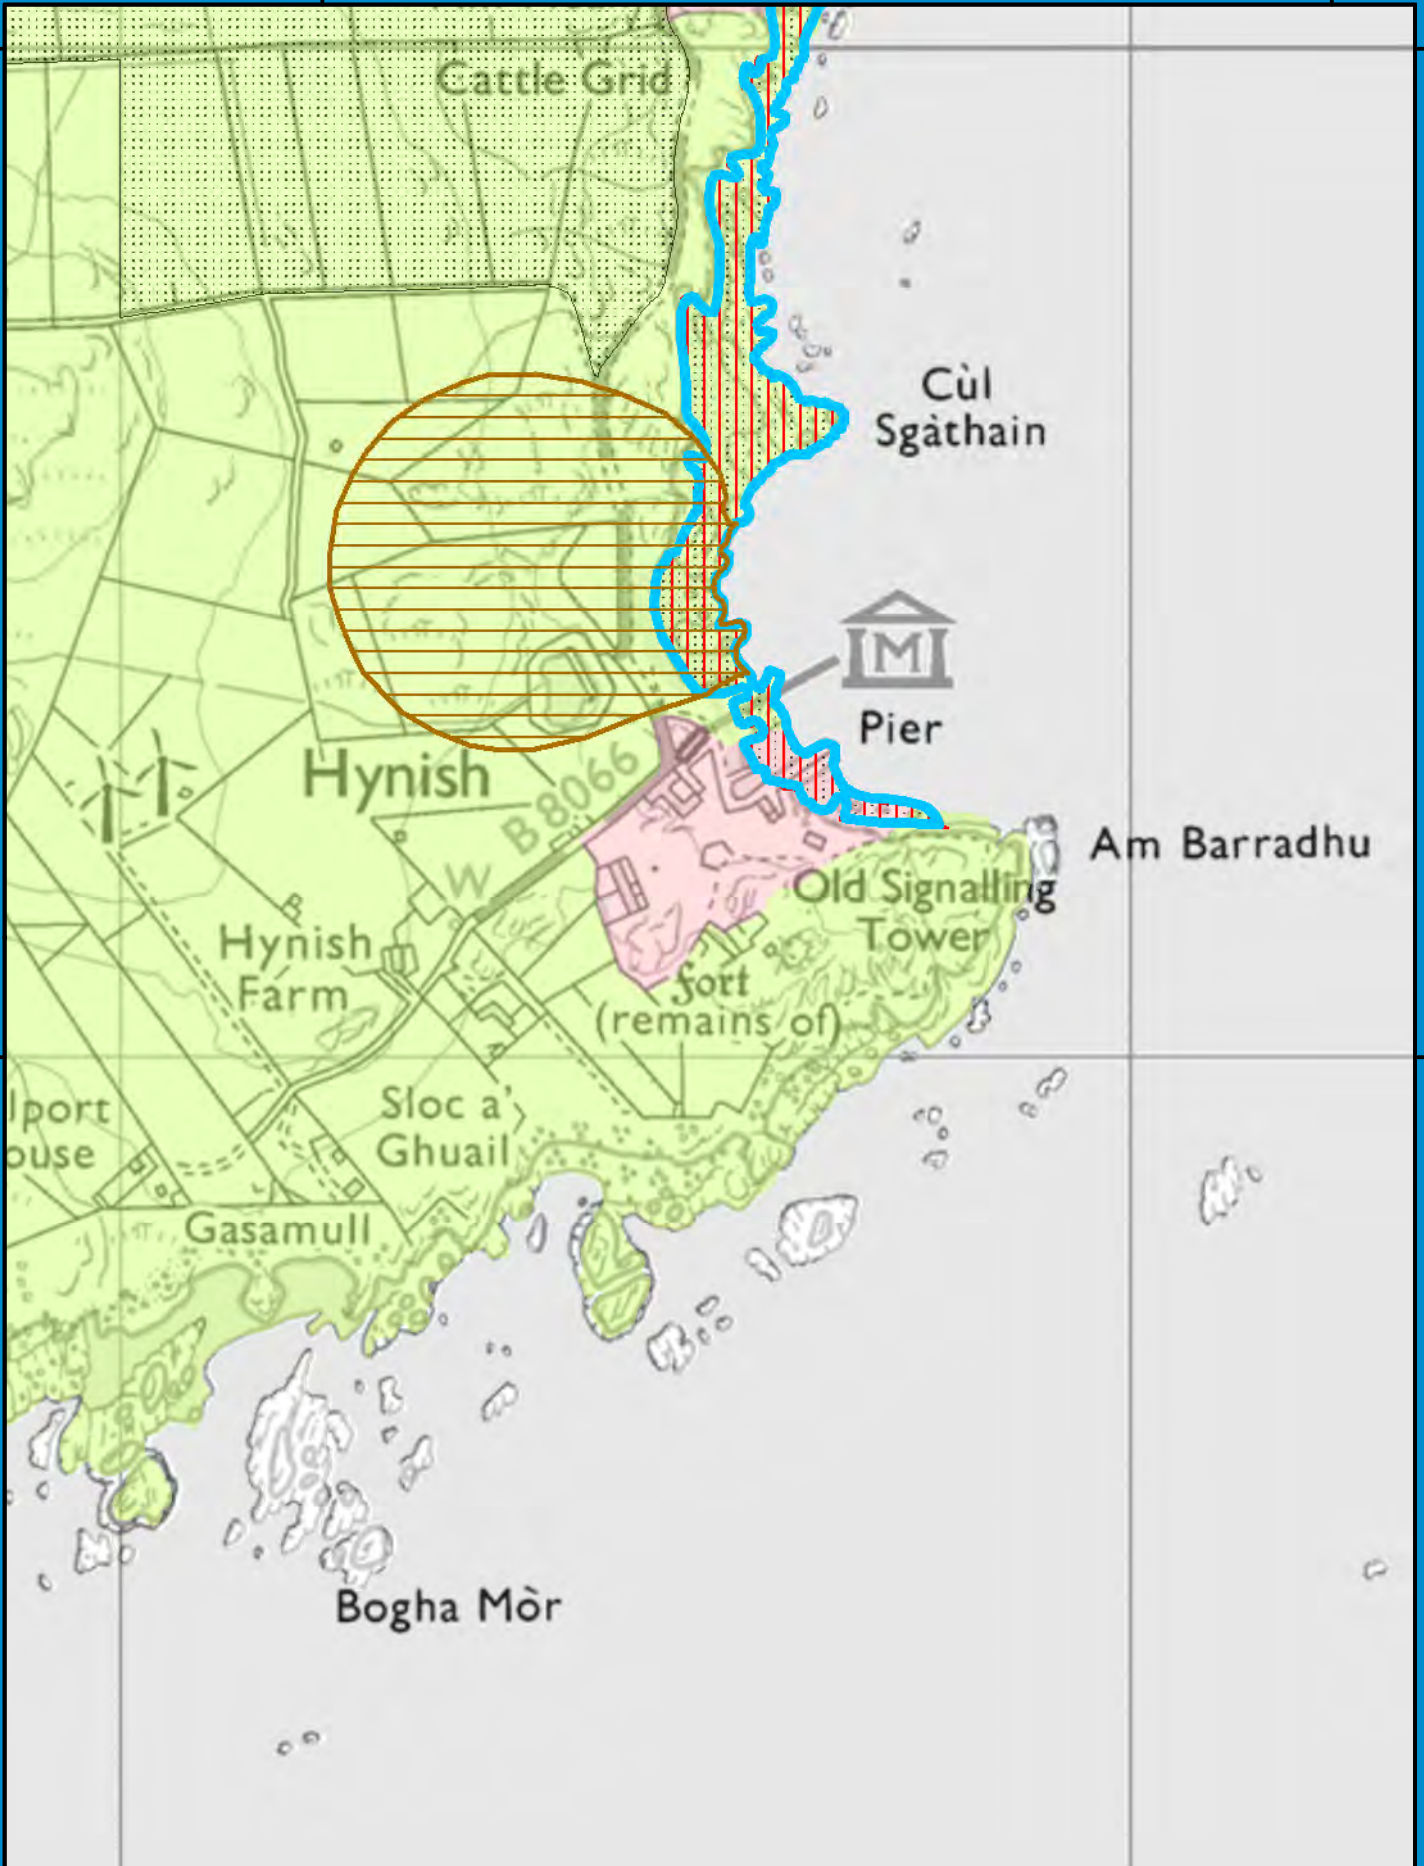 Cattle Grid
Cùl
Sgàthain
M
Pier
Hynish
B 8066
W
Am Barradhu
Old Signalling
Tower
Hynish
Farm
fort
(remains of)
lport
ouse
Sloc a'
Ghuail
Gasamull
Bogha Mòr